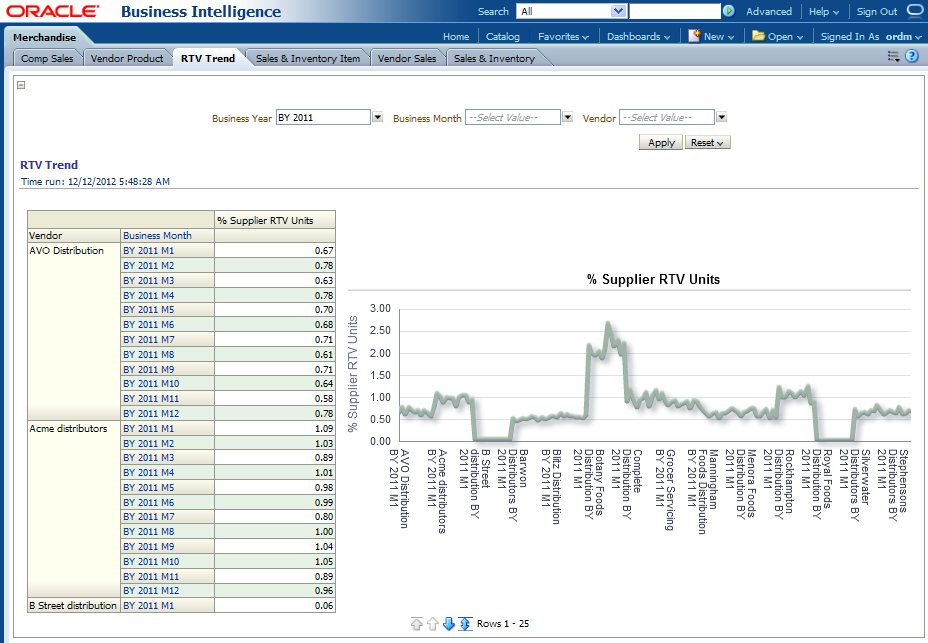 ORACLE Business Intelligence
Search All Advanced Help Sign Out
Merchandise Home Catalog Favorites Dashboards New Open Signed In As ordm
Comp Sales Vendor Product RTV Trend Sales & Inventory Item Vendor Sales Sales & Inventory
Business Year BY 2011 Business Month --Select Value-- Vendor --Select Value--
Apply Reset
RTV Trend
Time run: 12/12/2012 5:48:28 AM
% Supplier RTV Units
Vendor Business Month
AVO Distribution BY 2011 M1 0.67
BY 2011 M2 0.78
BY 2011 M3 0.63
BY 2011 M4 0.78
BY 2011 M5 0.70
BY 2011 M6 0.68
BY 2011 M7 0.71
BY 2011 M8 0.61
BY 2011 M9 0.71
BY 2011 M10 0.64
BY 2011 M11 0.58
BY 2011 M12 0.78
Acme distributors BY 2011 M1 1.09
BY 2011 M2 1.03
BY 2011 M3 0.89
BY 2011 M4 1.01
BY 2011 M5 0.98
BY 2011 M6 0.99
BY 2011 M7 0.80
BY 2011 M8 1.00
BY 2011 M9 1.04
BY 2011 M10 1.05
BY 2011 M11 0.89
BY 2011 M12 0.96
B Street distribution BY 2011 M1 0.06
% Supplier RTV Units
% Supplier RTV Units
3.00
2.50
2.00
1.50
1.00
0.50
0.00
AVO Distribution
BY 2011 M1
Acme distributors
BY 2011 M1
B Street
distribution BY
2011 M1
Barwon
Distributors BY
2011 M1
Blitz Distribution
BY 2011 M1
Botany Foods
Distribution BY
2011 M1
Complete
Distributors BY
2011 M1
Grocer Servicing
BY 2011 M1
Manningham
Foods Distribution
BY 2011 M1
Menora Foods
Distribution BY
2011 M1
Rockhampton
Distributors BY
2011 M1
Royal Foods
Distributors BY
2011 M1
Silverwater
Distributors BY
2011 M1
Stephensons
Distributors BY
2011 M1
Rows 1 - 25